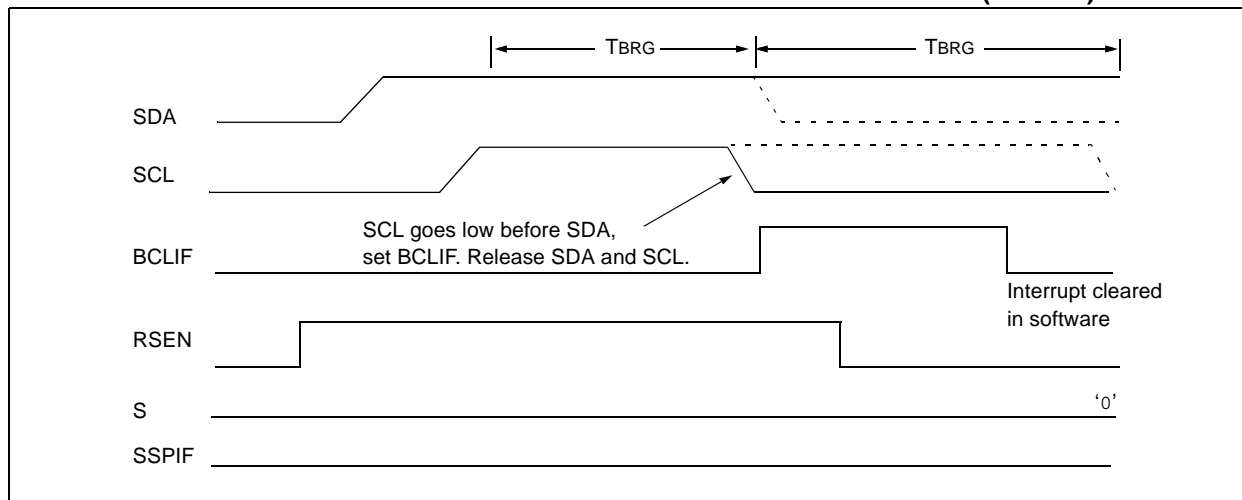 TBRG
TBRG
SDA
SCL
SCL goes low before SDA,
set BCLIF. Release SDA and SCL.
BCLIF
Interrupt cleared
in software
RSEN
S
‘0’
SSPIF